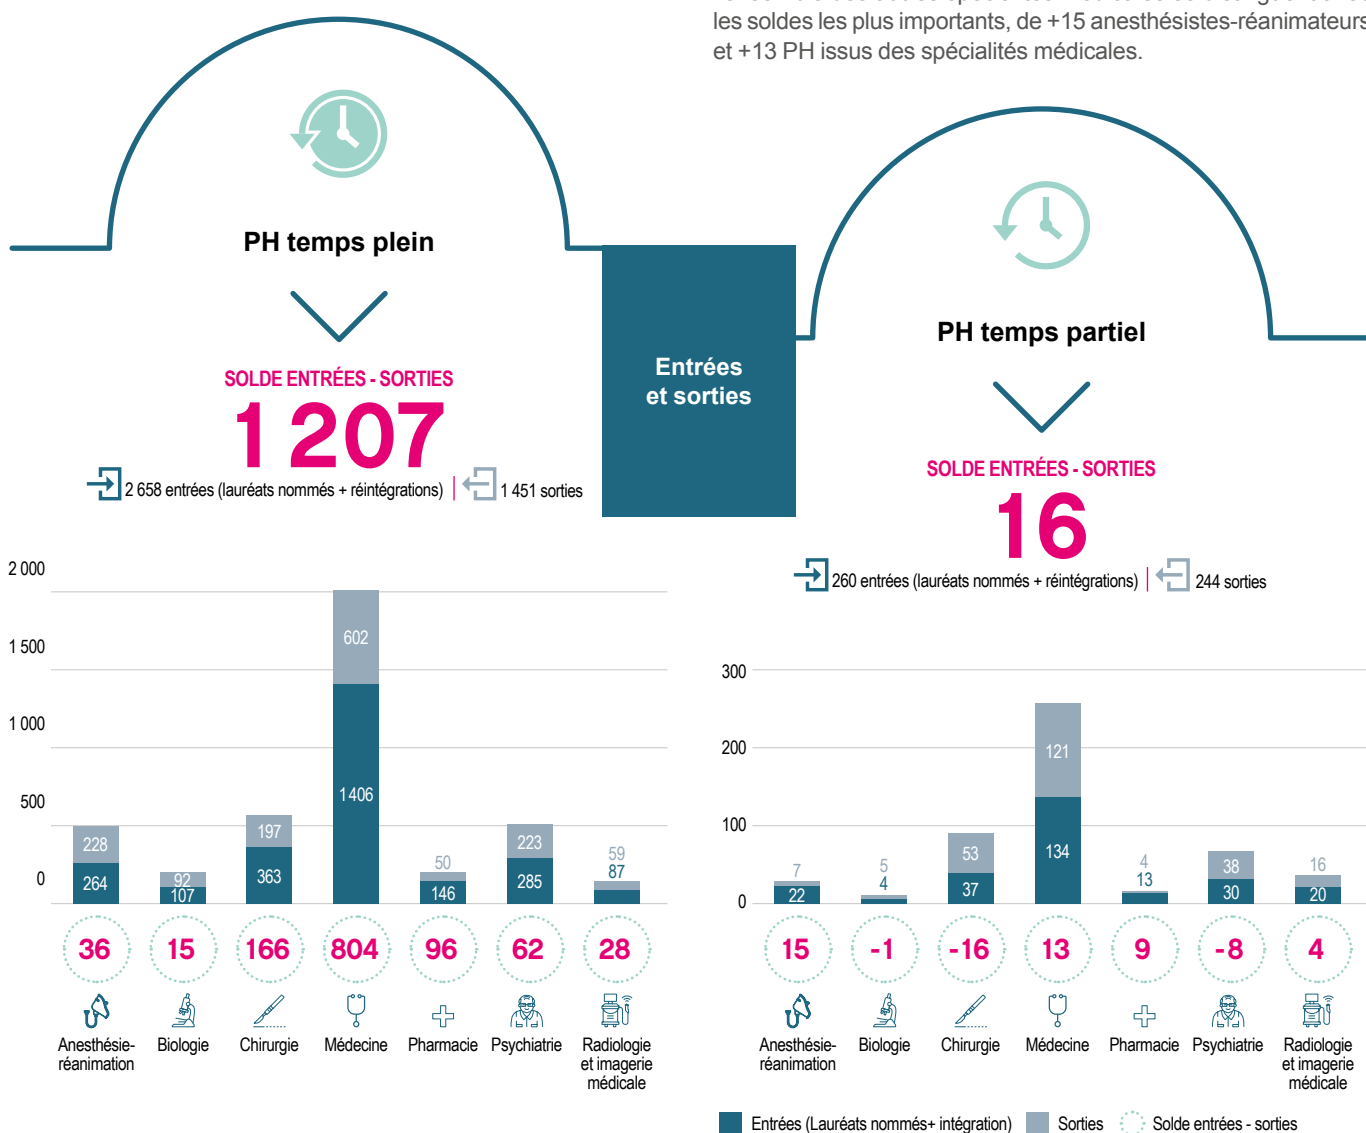 les soldes les plus importants, de +15 anesthésistes-réanimateurs
et +13 PH issus des spécialités médicales.
PH temps plein
SOLDE ENTRÉES - SORTIES
1 207
2 658 entrées (lauréats nommés + réintégrations) | 1 451 sorties
Entrées
et sorties
PH temps partiel
SOLDE ENTRÉES - SORTIES
16
260 entrées (lauréats nommés + réintégrations) | 244 sorties
2 000
1 500
1 000
500
0
228
264
92
107
197
363
602
1 406
50
146
223
285
59
87
36
15
166
804
96
62
28
Anesthésie-
réanimation
Biologie
Chirurgie
Médecine
Pharmacie
Psychiatrie
Radiologie
et imagerie
médicale
300
200
100
0
7
22
5
4
53
37
121
134
4
13
38
30
16
20
15
-1
-16
13
9
-8
4
Anesthésie-
réanimation
Biologie
Chirurgie
Médecine
Pharmacie
Psychiatrie
Radiologie
et imagerie
médicale
Entrées (Lauréats nommés+ intégration)
Sorties
Solde entrées - sorties